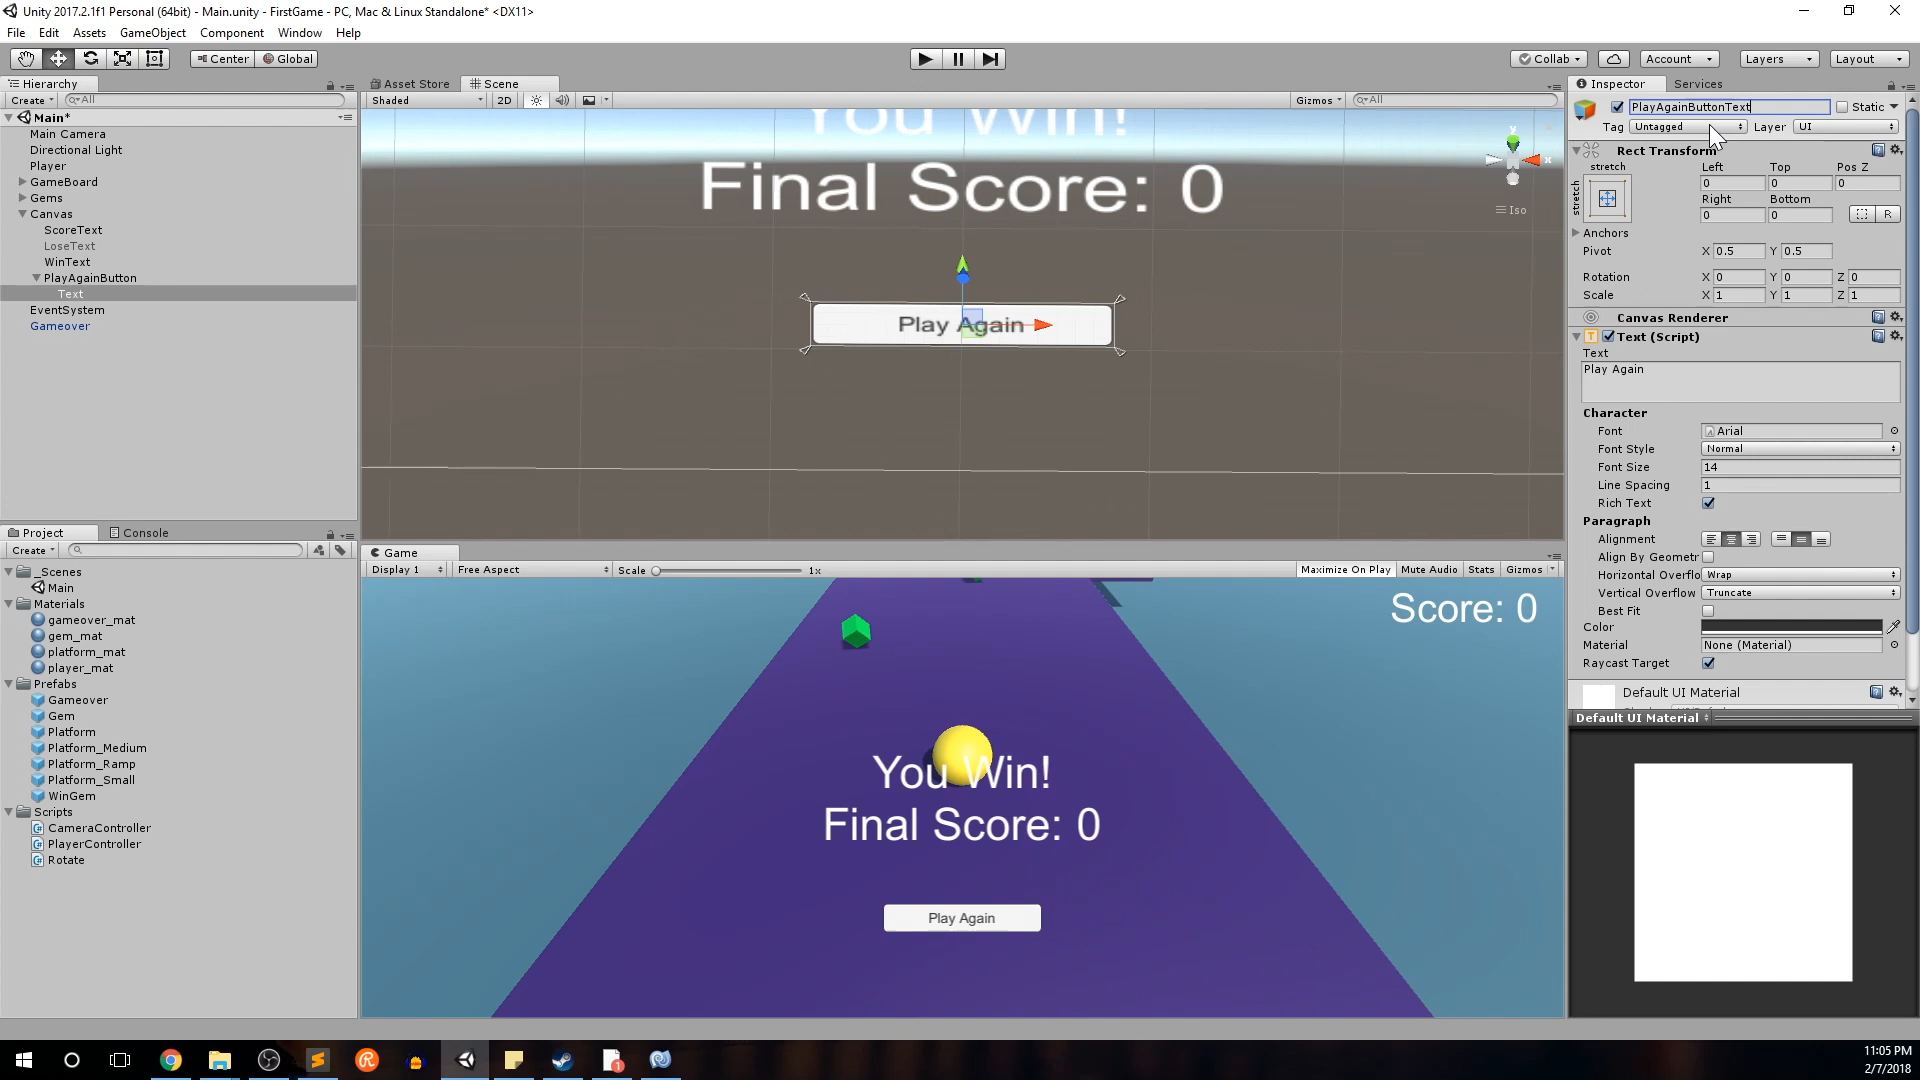 Unity 2017.2.1f1 Personal (64bit) - Main.unity - FirstGame - PC, Mac & Linux Standalone* <DX11>
File Edit Assets GameObject Component Window Help
Center Global
Collab Account Layers Layout
Hierarchy
Create All
Main*
Main Camera
Directional Light
Player
GameBoard
Gems
Canvas
ScoreText
LoseText
WinText
PlayAgainButton
Text
EventSystem
Gameover
Asset Store Scene
Shaded 2D Gizmos All
You Win!
Final Score: 0
Play Again
y
x
Iso
Project Console
Create
_Scenes
Main
Materials
gameover_mat
gem_mat
platform_mat
player_mat
Prefabs
Gameover
Gem
Platform
Platform_Medium
Platform_Ramp
Platform_Small
WinGem
Scripts
CameraController
PlayerController
Rotate
Game
Display 1 Free Aspect Scale 1x Maximize On Play Mute Audio Stats Gizmos
Score: 0
You Win!
Final Score: 0
Play Again
Inspector Services
PlayAgainButtonText Static
Tag Untagged Layer UI
Rect Transform
stretch Left Top Pos Z
stretch
0 0 0
Right Bottom
0 0 R
Anchors
Pivot X 0.5 Y 0.5
Rotation X 0 Y 0 Z 0
Scale X 1 Y 1 Z 1
Canvas Renderer
Text (Script)
Text
Play Again
Character
Font Arial
Font Style Normal
Font Size 14
Line Spacing 1
Rich Text
Paragraph
Alignment
Align By Geometr
Horizontal Overflo Wrap
Vertical Overflow Truncate
Best Fit
Color
Material None (Material)
Raycast Target
Default UI Material
Default UI Material
11:05 PM
2/7/2018